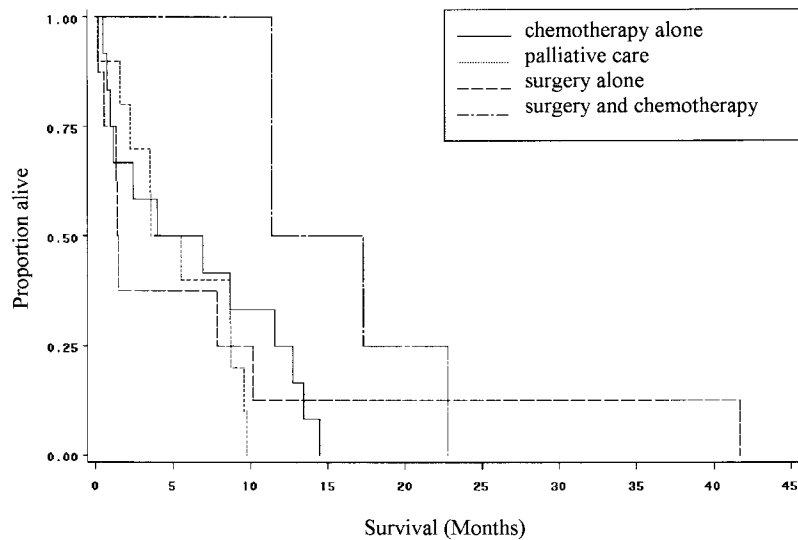 chemotherapy alone
palliative care
surgery alone
surgery and chemotherapy
Proportion alive
1.00
0.75
0.50
0.25
0.00
0 5 10 15 20 25 30 35 40 45
Survival (Months)